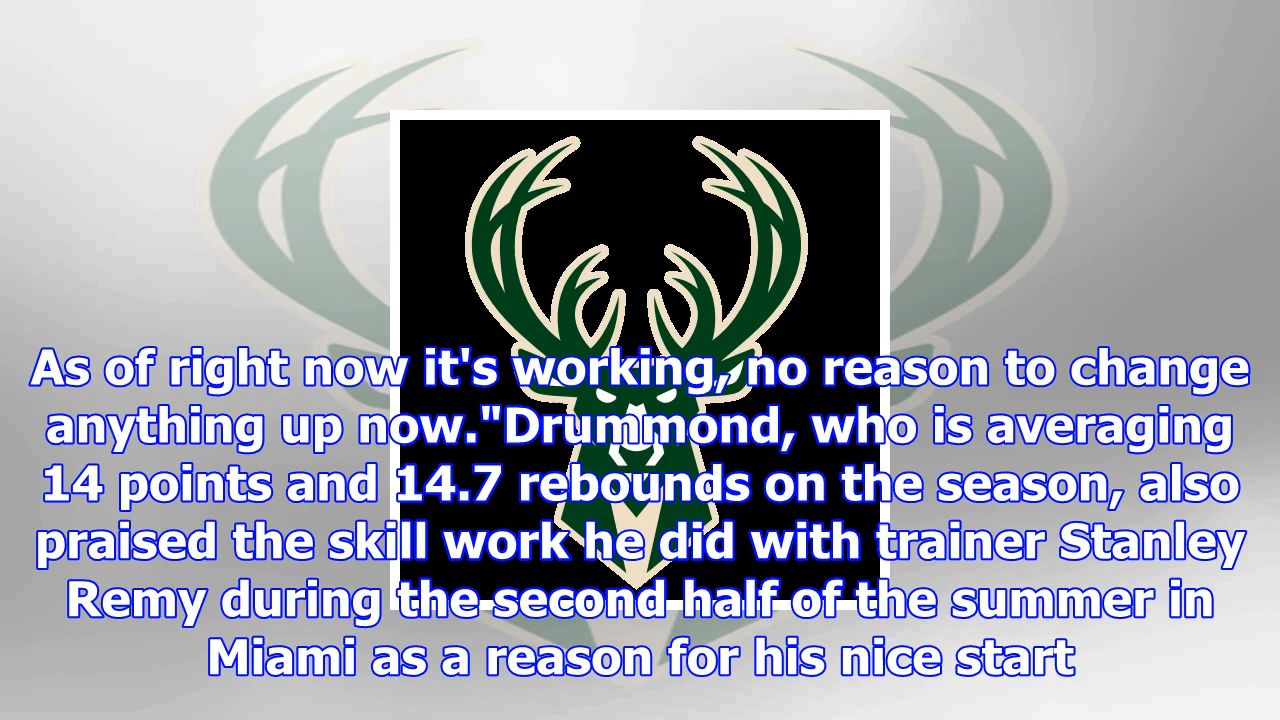 As of right now it's working, no reason to change
anything up now."Drummond, who is averaging
14 points and 14.7 rebounds on the season, also
praised the skill work he did with trainer Stanley
Remy during the second half of the summer in
Miami as a reason for his nice start